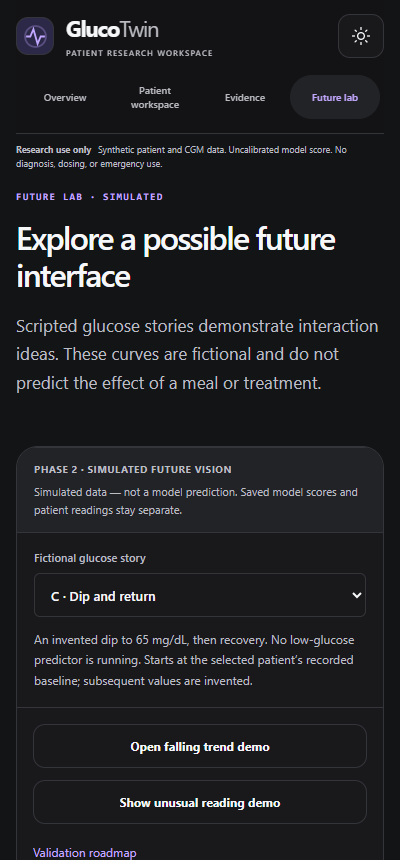 GlucoTwin
PATIENT RESEARCH WORKSPACE
Overview
Patient
workspace
Evidence
Future lab
Research use only Synthetic patient and CGM data. Uncalibrated model score. No
diagnosis, dosing, or emergency use.
FUTURE LAB · SIMULATED
Explore a possible future
interface
Scripted glucose stories demonstrate interaction
ideas. These curves are fictional and do not
predict the effect of a meal or treatment.
PHASE 2 · SIMULATED FUTURE VISION
Simulated data — not a model prediction. Saved model scores and
patient readings stay separate.
Fictional glucose story
C · Dip and return
An invented dip to 65 mg/dL, then recovery. No low-glucose
predictor is running. Starts at the selected patient's recorded
baseline; subsequent values are invented.
Open falling trend demo
Show unusual reading demo
Validation roadmap